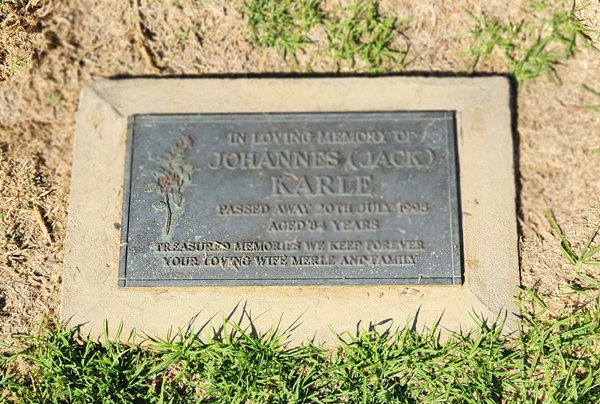 IN LOVING MEMORY OF
JOHANNES (JACK)
KARLE
PASSED AWAY 20TH JULY 1995
AGED 84 YEARS
TREASURED MEMORIES WE KEEP FOREVER
YOUR LOVING WIFE MERLE AND FAMILY